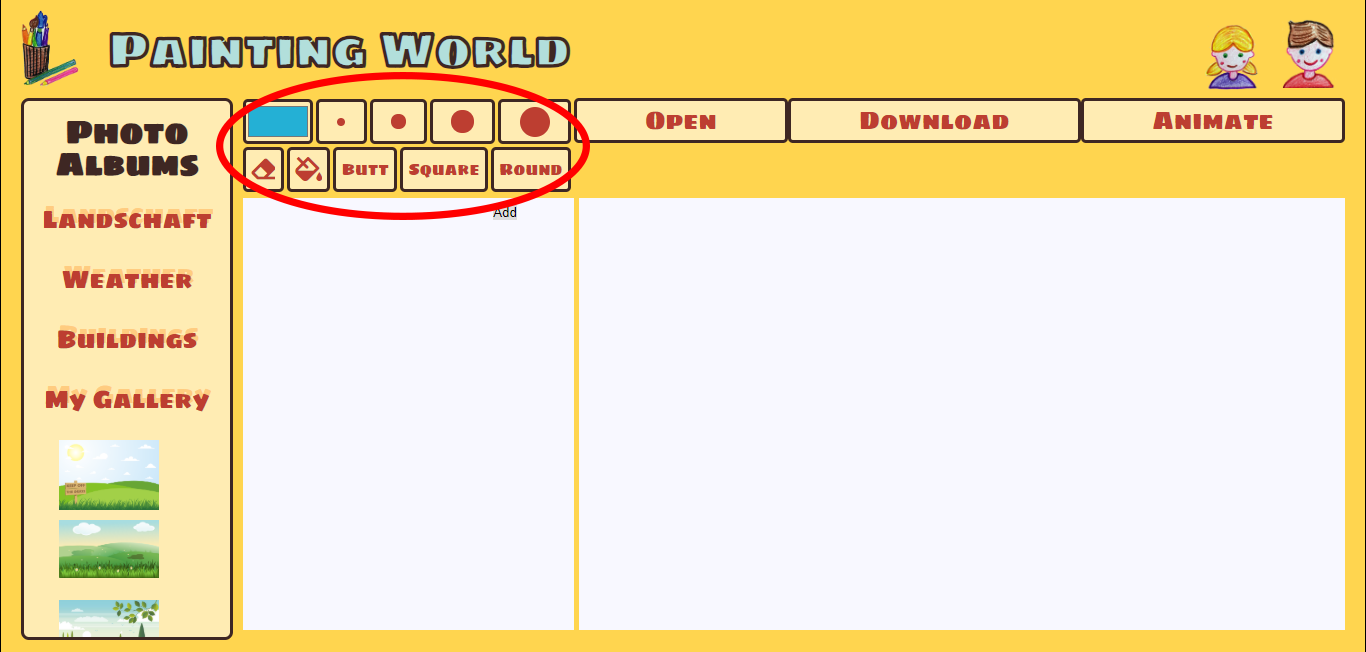 Painting World
Photo
Albums
Landschaft
Weather
Buildings
My Gallery
Open
Download
Animate
Butt
Square
Round
Add